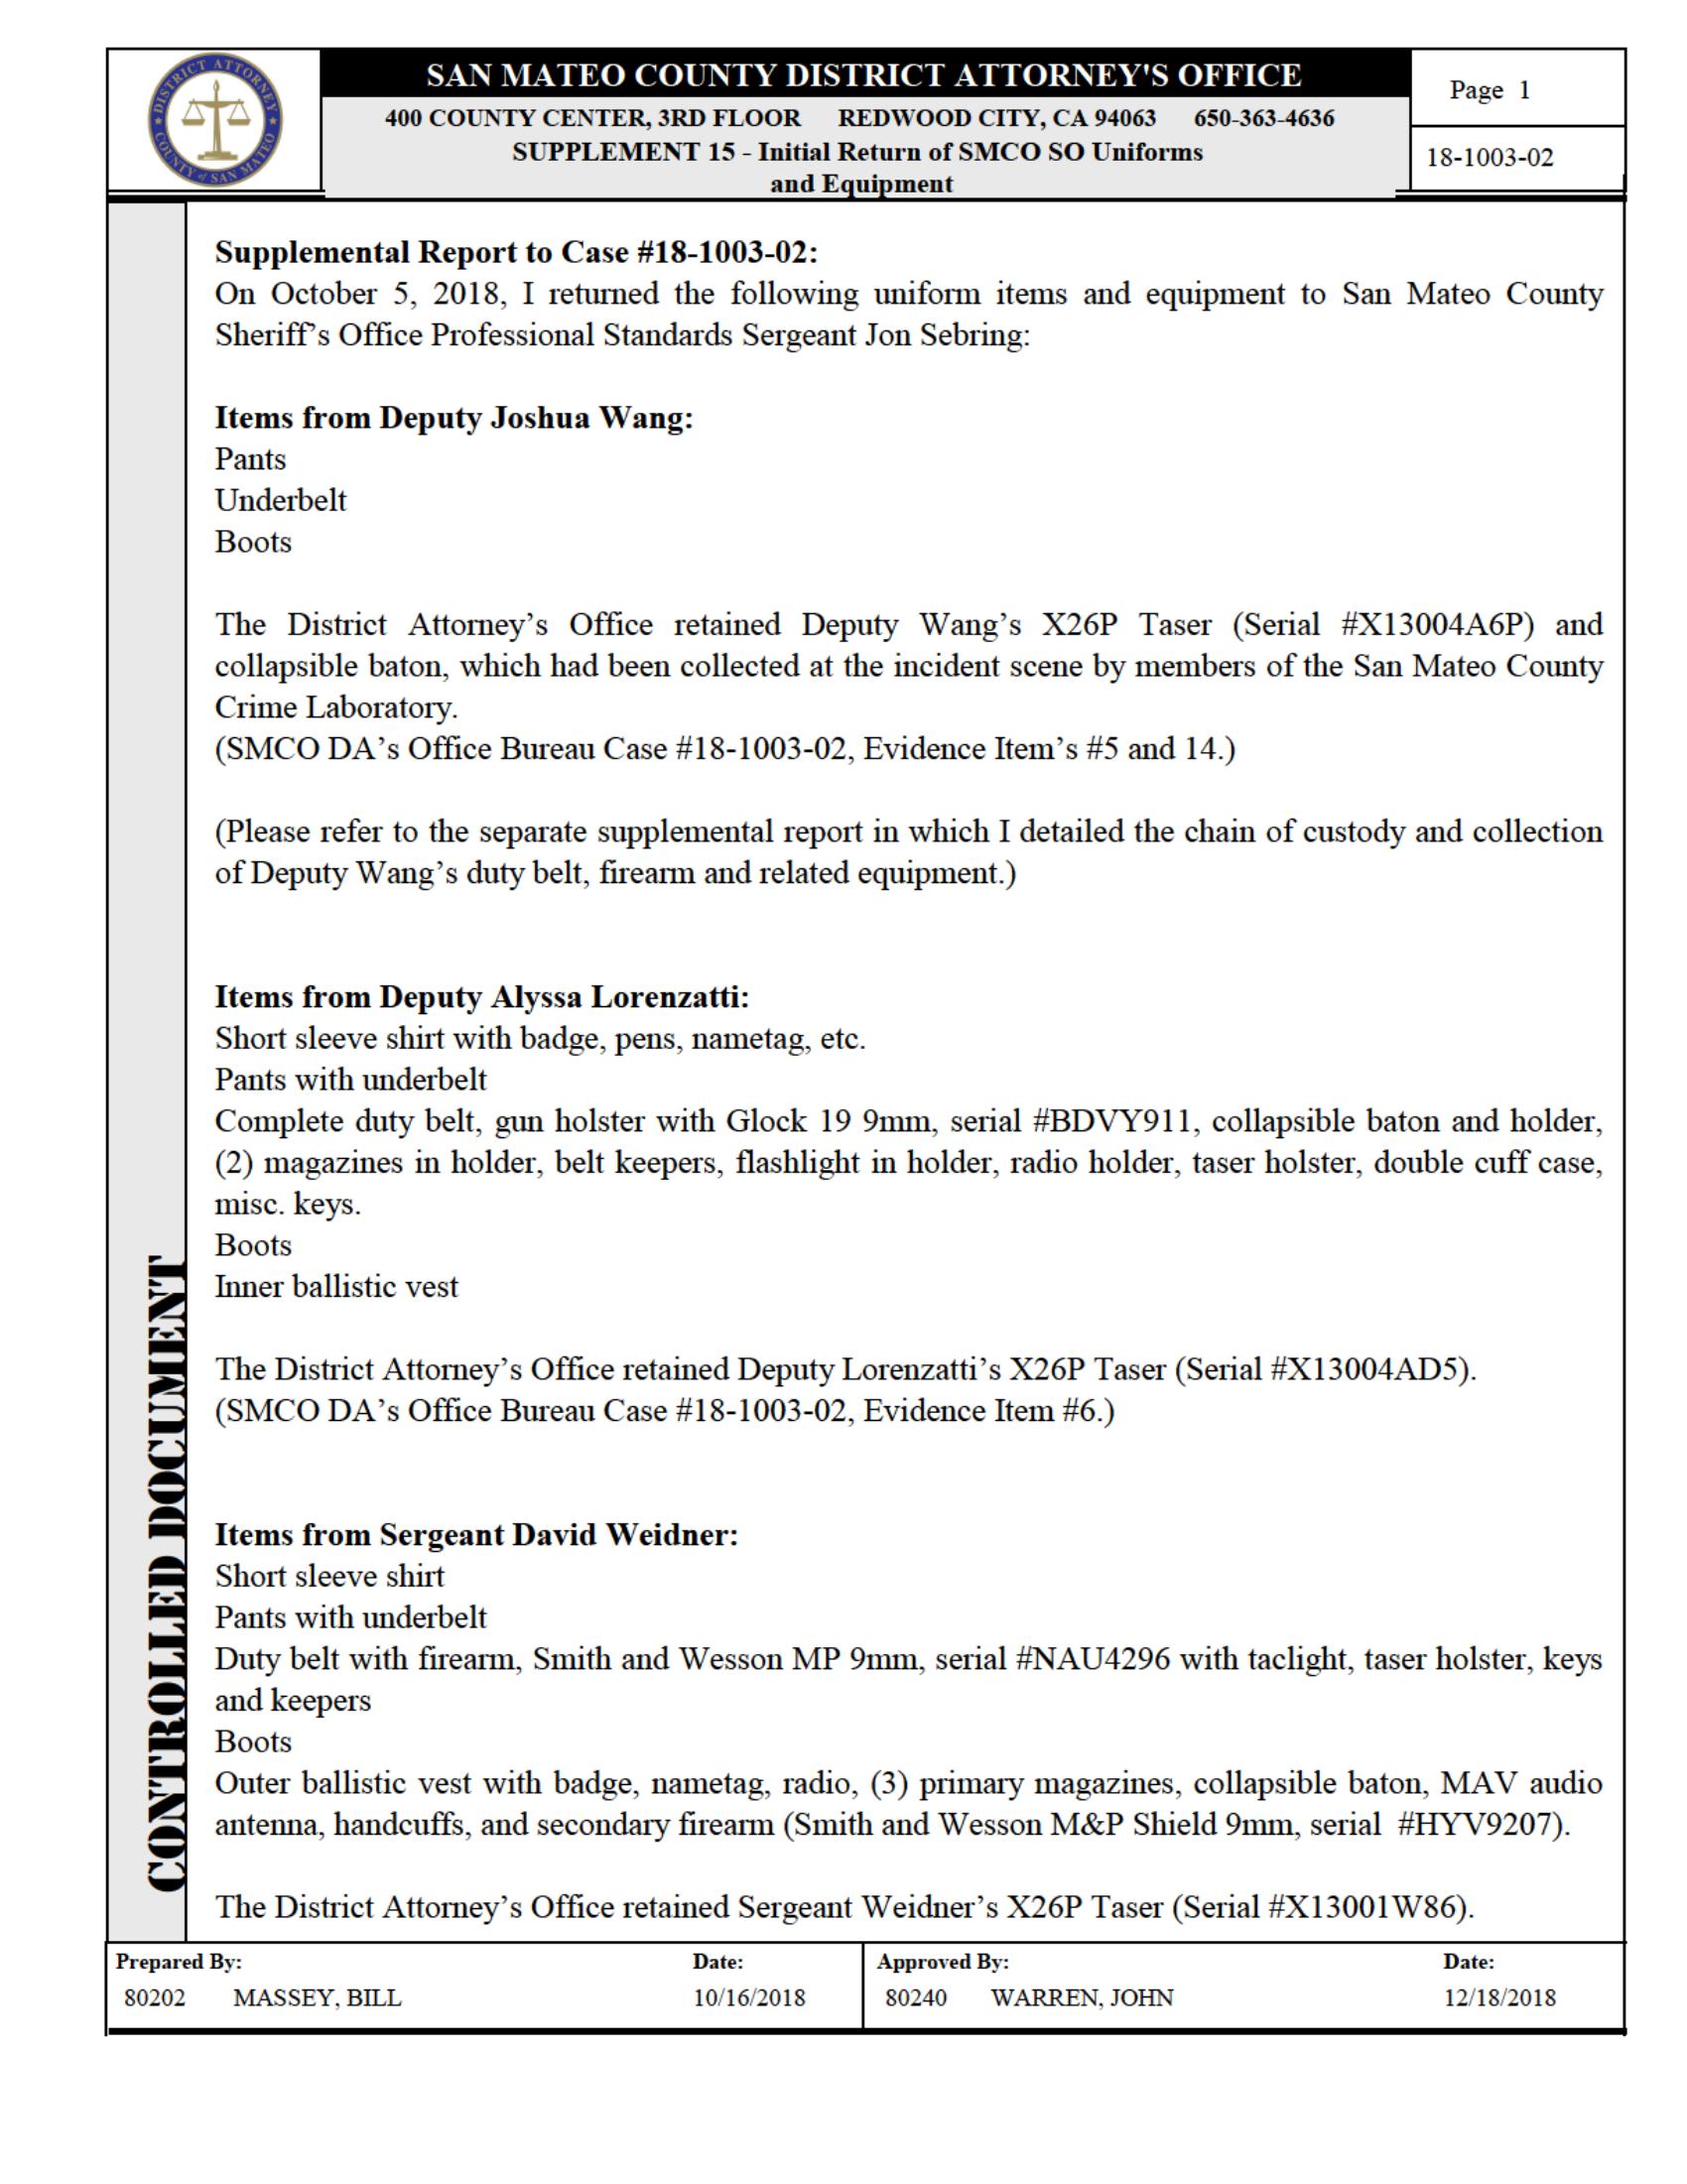 DISTRICT ATTORNEY
COUNTY of SAN MATEO
SAN MATEO COUNTY DISTRICT ATTORNEY'S OFFICE
400 COUNTY CENTER, 3RD FLOOR REDWOOD CITY, CA 94063 650-363-4636
SUPPLEMENT 15 - Initial Return of SMCO SO Uniforms
and Equipment
Page 1
18-1003-02
Supplemental Report to Case #18-1003-02:
On October 5, 2018, I returned the following uniform items and equipment to San Mateo County
Sheriff’s Office Professional Standards Sergeant Jon Sebring:
Items from Deputy Joshua Wang:
Pants
Underbelt
Boots
The District Attorney’s Office retained Deputy Wang’s X26P Taser (Serial #X13004A6P) and
collapsible baton, which had been collected at the incident scene by members of the San Mateo County
Crime Laboratory.
(SMCO DA’s Office Bureau Case #18-1003-02, Evidence Item’s #5 and 14.)
(Please refer to the separate supplemental report in which I detailed the chain of custody and collection
of Deputy Wang’s duty belt, firearm and related equipment.)
Items from Deputy Alyssa Lorenzatti:
Short sleeve shirt with badge, pens, nametag, etc.
Pants with underbelt
Complete duty belt, gun holster with Glock 19 9mm, serial #BDVY911, collapsible baton and holder,
(2) magazines in holder, belt keepers, flashlight in holder, radio holder, taser holster, double cuff case,
misc. keys.
Boots
Inner ballistic vest
The District Attorney’s Office retained Deputy Lorenzatti’s X26P Taser (Serial #X13004AD5).
(SMCO DA’s Office Bureau Case #18-1003-02, Evidence Item #6.)
Items from Sergeant David Weidner:
Short sleeve shirt
Pants with underbelt
Duty belt with firearm, Smith and Wesson MP 9mm, serial #NAU4296 with taclight, taser holster, keys
and keepers
Boots
Outer ballistic vest with badge, nametag, radio, (3) primary magazines, collapsible baton, MAV audio
antenna, handcuffs, and secondary firearm (Smith and Wesson M&P Shield 9mm, serial #HYV9207).
The District Attorney’s Office retained Sergeant Weidner’s X26P Taser (Serial #X13001W86).
CONTROLLED DOCUMENT
Prepared By: Date: Approved By: Date:
80202 MASSEY, BILL 10/16/2018 80240 WARREN, JOHN 12/18/2018